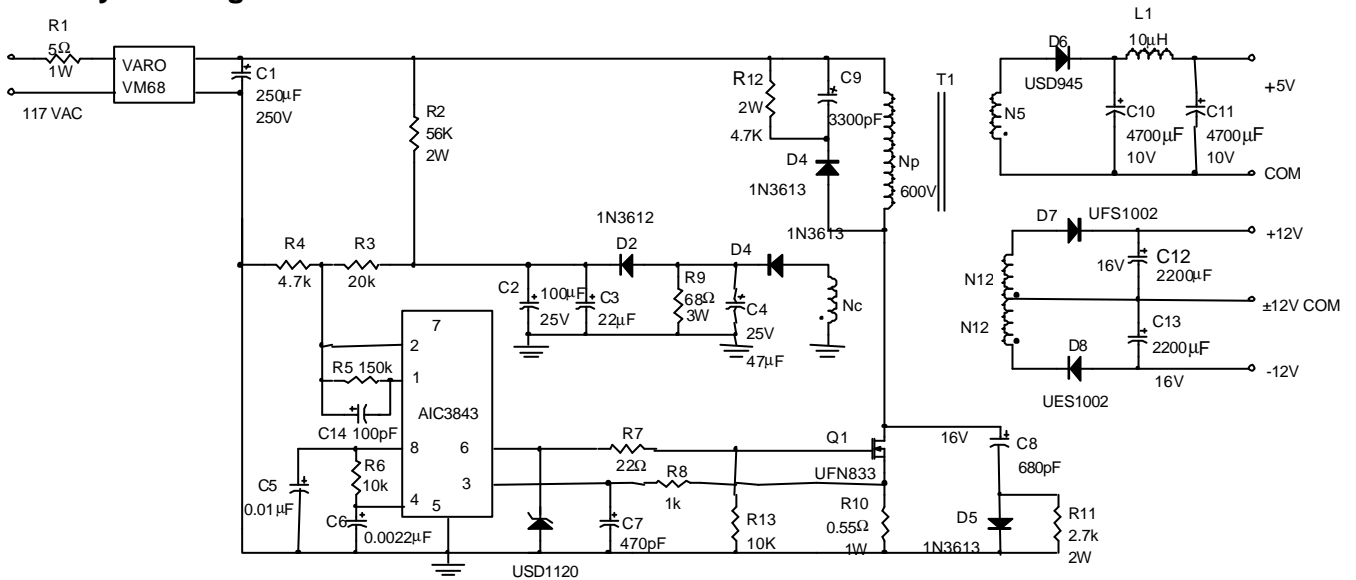 R1
5Ω
1W
VARO
VM68
117 VAC
C1
250µF
250V
R2
56K
2W
R12
2W
4.7K
C9
3300pF
D4
1N3613
Np
600V
T1
N5
D6
USD945
L1
10µH
C10
4700µF
10V
C11
4700µF
10V
+5V
COM
D7
UFS1002
+12V
16V
C12
2200µF
N12
N12
±12V COM
C13
2200µF
D8
16V
-12V
UES1002
R4
4.7k
R3
20k
1N3612
D2
D4
1N3613
C2
100µF
25V
C3
22µF
R9
68Ω
3W
C4
25V
47µF
Nc
7
2
R5 150k
1
AIC3843
C14 100pF
8
6
R6
10k
3
4
5
C5
0.01µF
C6
0.0022µF
R7
22Ω
R8
1k
Q1
UFN833
16V
C8
680pF
USD1120
C7
470pF
R13
10K
R10
0.55Ω
1W
D5
1N3613
R11
2.7k
2W